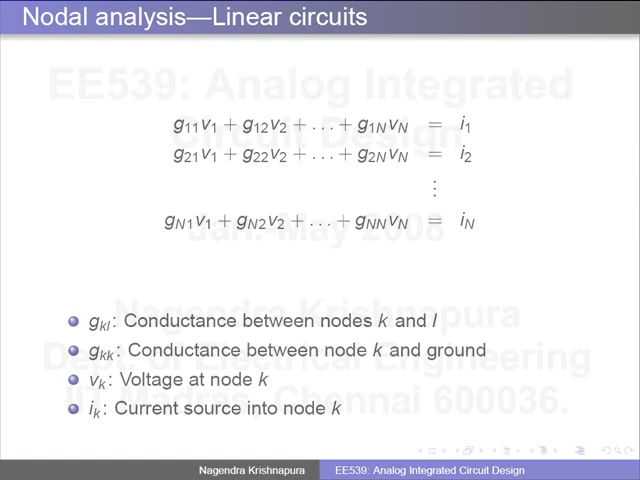 Nodal analysis—Linear circuits
EE539: Analog Integrated
Circuit Design
g11v1 + g12v2 + . . . + g1NvN = i1
g21v1 + g22v2 + . . . + g2NvN = i2
⋮
gN1v1 + gN2v2 + . . . + gNNvN = iN
Jan.-May 2008
Nagendra Krishnapura
Dept. of Electrical Engineering
IIT Madras, Chennai 600036.
gkl: Conductance between nodes k and l
gkk: Conductance between node k and ground
vk: Voltage at node k
ik: Current source into node k
Nagendra Krishnapura EE539: Analog Integrated Circuit Design